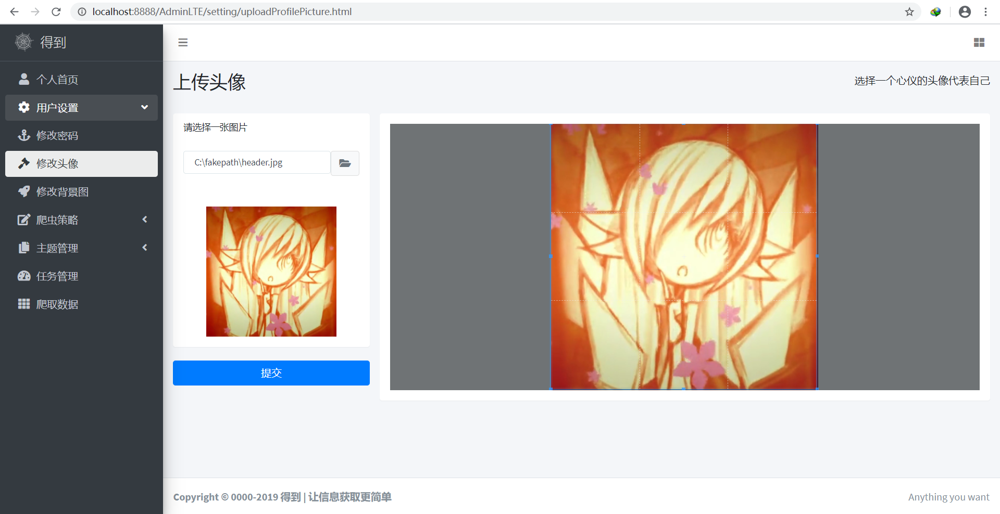 localhost:8888/AdminLTE/setting/uploadProfilePicture.html
得到
个人首页
用户设置
修改密码
修改头像
修改背景图
爬虫策略
主题管理
任务管理
爬取数据
上传头像
选择一个心仪的头像代表自己
请选择一张图片
C:\fakepath\header.jpg
提交
Copyright © 0000-2019 得到 | 让信息获取更简单
Anything you want